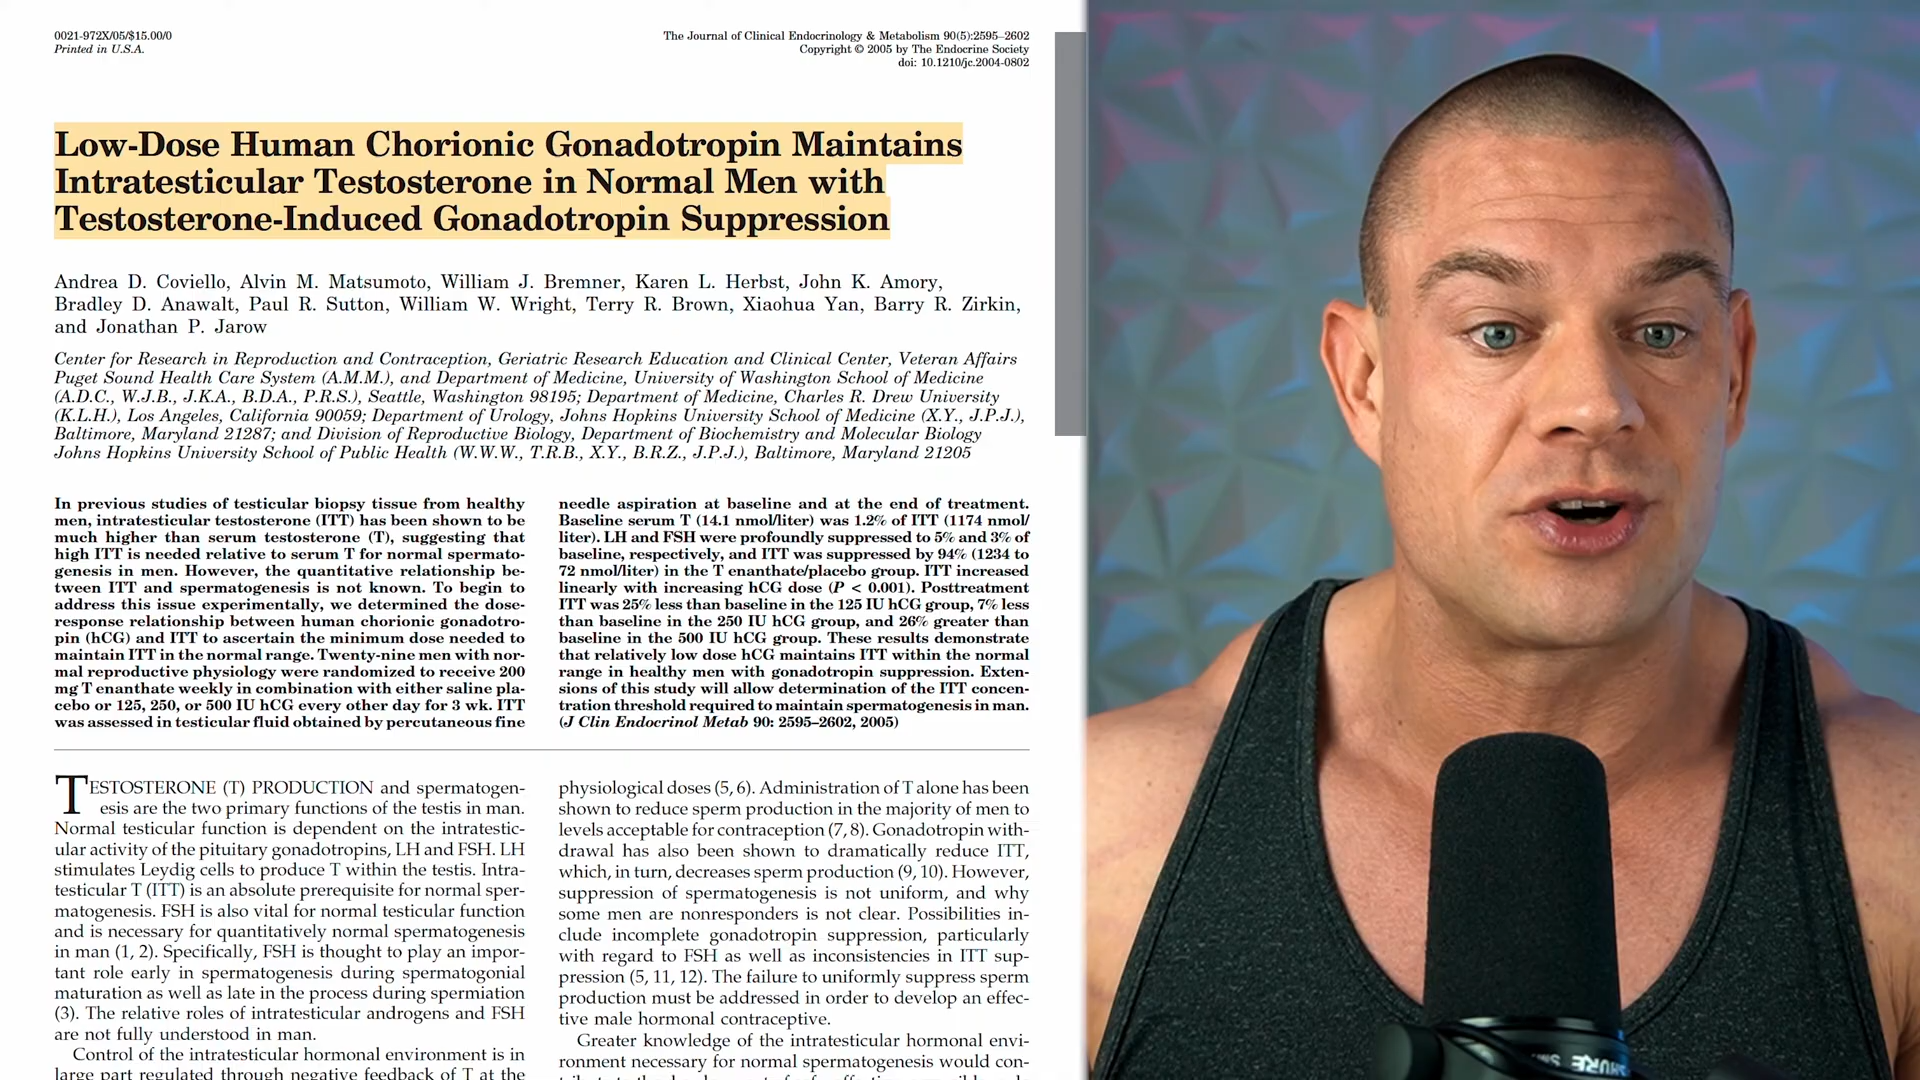 0021-972X/05/$15.00/0
Printed in U.S.A.
The Journal of Clinical Endocrinology & Metabolism 90(5):2595–2602
Copyright © 2005 by The Endocrine Society
doi: 10.1210/jc.2004-0802
Low-Dose Human Chorionic Gonadotropin Maintains
Intratesticular Testosterone in Normal Men with
Testosterone-Induced Gonadotropin Suppression
Andrea D. Coviello, Alvin M. Matsumoto, William J. Bremner, Karen L. Herbst, John K. Amory,
Bradley D. Anawalt, Paul R. Sutton, William W. Wright, Terry R. Brown, Xiaohua Yan, Barry R. Zirkin,
and Jonathan P. Jarow
Center for Research in Reproduction and Contraception, Geriatric Research Education and Clinical Center, Veteran Affairs
Puget Sound Health Care System (A.M.M.), and Department of Medicine, University of Washington School of Medicine
(A.D.C., W.J.B., J.K.A., B.D.A., P.R.S.), Seattle, Washington 98195; Department of Medicine, Charles R. Drew University
(K.L.H.), Los Angeles, California 90059; Department of Urology, Johns Hopkins University School of Medicine (X.Y., J.P.J.),
Baltimore, Maryland 21287; and Division of Reproductive Biology, Department of Biochemistry and Molecular Biology
Johns Hopkins University School of Public Health (W.W.W., T.R.B., X.Y., B.R.Z., J.P.J.), Baltimore, Maryland 21205
In previous studies of testicular biopsy tissue from healthy
men, intratesticular testosterone (ITT) has been shown to be
much higher than serum testosterone (T), suggesting that
high ITT is needed relative to serum T for normal spermato-
genesis in men. However, the quantitative relationship be-
tween ITT and spermatogenesis is not known. To begin to
address this issue experimentally, we determined the dose-
response relationship between human chorionic gonadotro-
pin (hCG) and ITT to ascertain the minimum dose needed to
maintain ITT in the normal range. Twenty-nine men with nor-
mal reproductive physiology were randomized to receive 200
mg T enanthate weekly in combination with either saline pla-
cebo or 125, 250, or 500 IU hCG every other day for 3 wk. ITT
was assessed in testicular fluid obtained by percutaneous fine
needle aspiration at baseline and at the end of treatment.
Baseline serum T (14.1 nmol/liter) was 1.2% of ITT (1174 nmol/
liter). LH and FSH were profoundly suppressed to 5% and 3% of
baseline, respectively, and ITT was suppressed by 94% (1234 to
72 nmol/liter) in the T enanthate/placebo group. ITT increased
linearly with increasing hCG dose (P < 0.001). Posttreatment
ITT was 25% less than baseline in the 125 IU hCG group, 7% less
than baseline in the 250 IU hCG group, and 26% greater than
baseline in the 500 IU hCG group. These results demonstrate
that relatively low dose hCG maintains ITT within the normal
range in healthy men with gonadotropin suppression. Exten-
sions of this study will allow determination of the ITT concen-
tration threshold required to maintain spermatogenesis in man.
(J Clin Endocrinol Metab 90: 2595–2602, 2005)
TESTOSTERONE (T) PRODUCTION and spermatogen-
esis are the two primary functions of the testis in man.
Normal testicular function is dependent on the intratestic-
ular activity of the pituitary gonadotropins, LH and FSH. LH
stimulates Leydig cells to produce T within the testis. Intra-
testicular T (ITT) is an absolute prerequisite for normal sper-
matogenesis. FSH is also vital for normal testicular function
and is necessary for quantitatively normal spermatogenesis
in man (1, 2). Specifically, FSH is thought to play an impor-
tant role early in spermatogenesis during spermatogonial
maturation as well as late in the process during spermiation
(3). The relative roles of intratesticular androgens and FSH
are not fully understood in man.
Control of the intratesticular hormonal environment is in
large part regulated through negative feedback of T at the
physiological doses (5, 6). Administration of T alone has been
shown to reduce sperm production in the majority of men to
levels acceptable for contraception (7, 8). Gonadotropin with-
drawal has also been shown to dramatically reduce ITT,
which, in turn, decreases sperm production (9, 10). However,
suppression of spermatogenesis is not uniform, and why
some men are nonresponders is not clear. Possibilities in-
clude incomplete gonadotropin suppression, particularly
with regard to FSH as well as inconsistencies in ITT sup-
pression (5, 11, 12). The failure to uniformly suppress sperm
production must be addressed in order to develop an effec-
tive male hormonal contraceptive.
Greater knowledge of the intratesticular hormonal envi-
ronment necessary for normal spermatogenesis would con-
SHURE